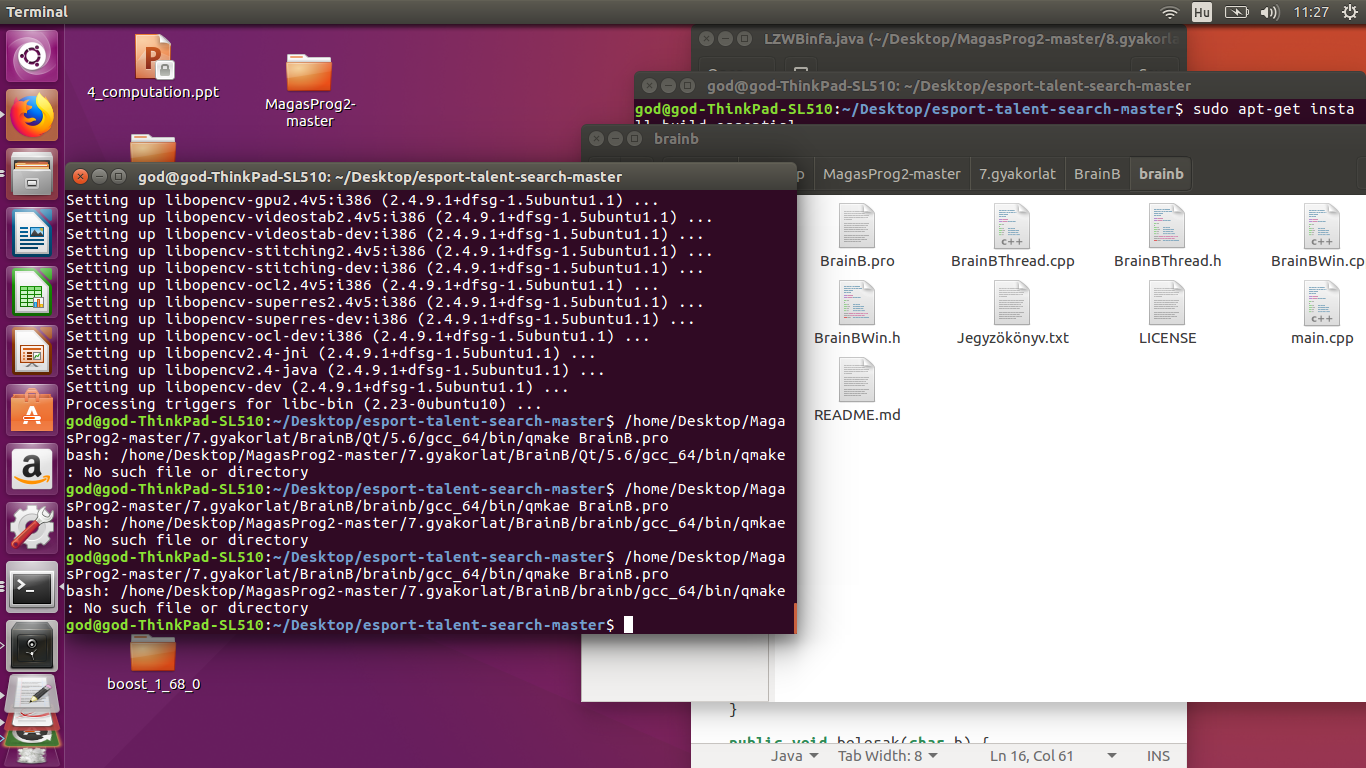 Terminal
Hu
11:27
4_computation.ppt
MagasProg2-
master
boost_1_68_0
LZWBinfa.java (~/Desktop/MagasProg2-master/8.gyakorla
god@god-ThinkPad-SL510: ~/Desktop/esport-talent-search-master
god@god-ThinkPad-SL510:~/Desktop/esport-talent-search-master$ sudo apt-get insta
ll build-essential
brainb
p
MagasProg2-master
7.gyakorlat
BrainB
brainb
BrainB.pro
BrainBThread.cpp
BrainBThread.h
BrainBWin.cp
BrainBWin.h
Jegyzökönyv.txt
LICENSE
main.cpp
README.md
god@god-ThinkPad-SL510: ~/Desktop/esport-talent-search-master
Setting up libopencv-gpu2.4v5:i386 (2.4.9.1+dfsg-1.5ubuntu1.1) ...
Setting up libopencv-videostab2.4v5:i386 (2.4.9.1+dfsg-1.5ubuntu1.1) ...
Setting up libopencv-videostab-dev:i386 (2.4.9.1+dfsg-1.5ubuntu1.1) ...
Setting up libopencv-stitching2.4v5:i386 (2.4.9.1+dfsg-1.5ubuntu1.1) ...
Setting up libopencv-stitching-dev:i386 (2.4.9.1+dfsg-1.5ubuntu1.1) ...
Setting up libopencv-ocl2.4v5:i386 (2.4.9.1+dfsg-1.5ubuntu1.1) ...
Setting up libopencv-superres2.4v5:i386 (2.4.9.1+dfsg-1.5ubuntu1.1) ...
Setting up libopencv-superres-dev:i386 (2.4.9.1+dfsg-1.5ubuntu1.1) ...
Setting up libopencv-ocl-dev:i386 (2.4.9.1+dfsg-1.5ubuntu1.1) ...
Setting up libopencv2.4-jni (2.4.9.1+dfsg-1.5ubuntu1.1) ...
Setting up libopencv2.4-java (2.4.9.1+dfsg-1.5ubuntu1.1) ...
Setting up libopencv-dev (2.4.9.1+dfsg-1.5ubuntu1.1) ...
Processing triggers for libc-bin (2.23-0ubuntu10) ...
god@god-ThinkPad-SL510:~/Desktop/esport-talent-search-master$ /home/Desktop/Maga
sProg2-master/7.gyakorlat/BrainB/Qt/5.6/gcc_64/bin/qmake BrainB.pro
bash: /home/Desktop/MagasProg2-master/7.gyakorlat/BrainB/Qt/5.6/gcc_64/bin/qmake
: No such file or directory
god@god-ThinkPad-SL510:~/Desktop/esport-talent-search-master$ /home/Desktop/Maga
sProg2-master/7.gyakorlat/BrainB/brainb/gcc_64/bin/qmkae BrainB.pro
bash: /home/Desktop/MagasProg2-master/7.gyakorlat/BrainB/brainb/gcc_64/bin/qmkae
: No such file or directory
god@god-ThinkPad-SL510:~/Desktop/esport-talent-search-master$ /home/Desktop/Maga
sProg2-master/7.gyakorlat/BrainB/brainb/gcc_64/bin/qmake BrainB.pro
bash: /home/Desktop/MagasProg2-master/7.gyakorlat/BrainB/brainb/gcc_64/bin/qmake
: No such file or directory
god@god-ThinkPad-SL510:~/Desktop/esport-talent-search-master$
}
public void belerak(char b) {
Java
Tab Width: 8
Ln 16, Col 61
INS